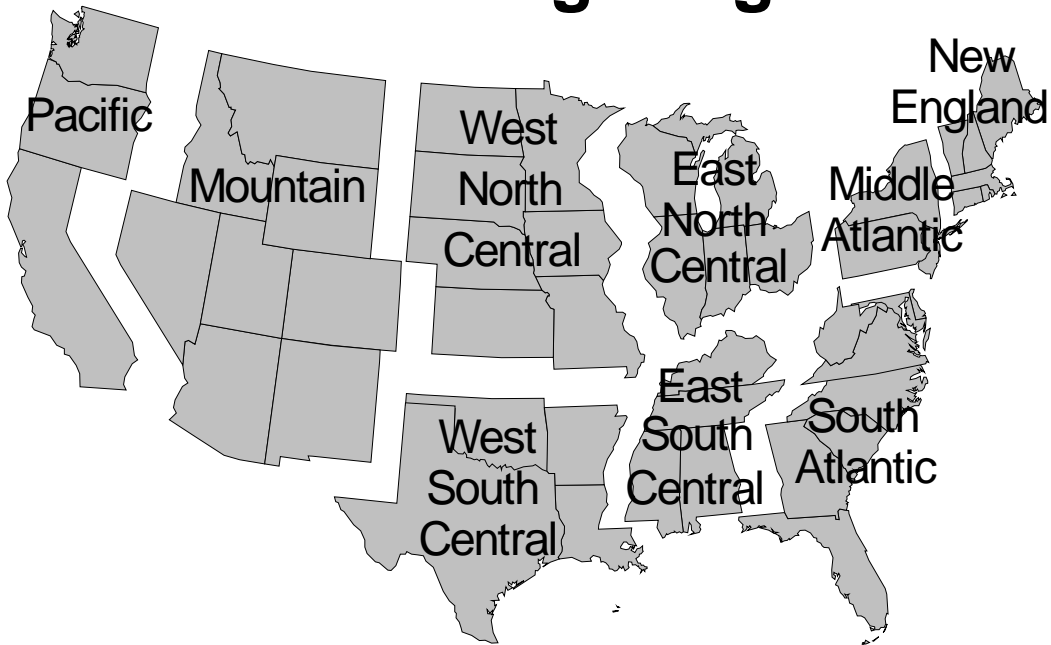 Pacific
Mountain
West
North
Central
East
North
Central
New
England
Middle
Atlantic
West
South
Central
East
South
Central
South
Atlantic